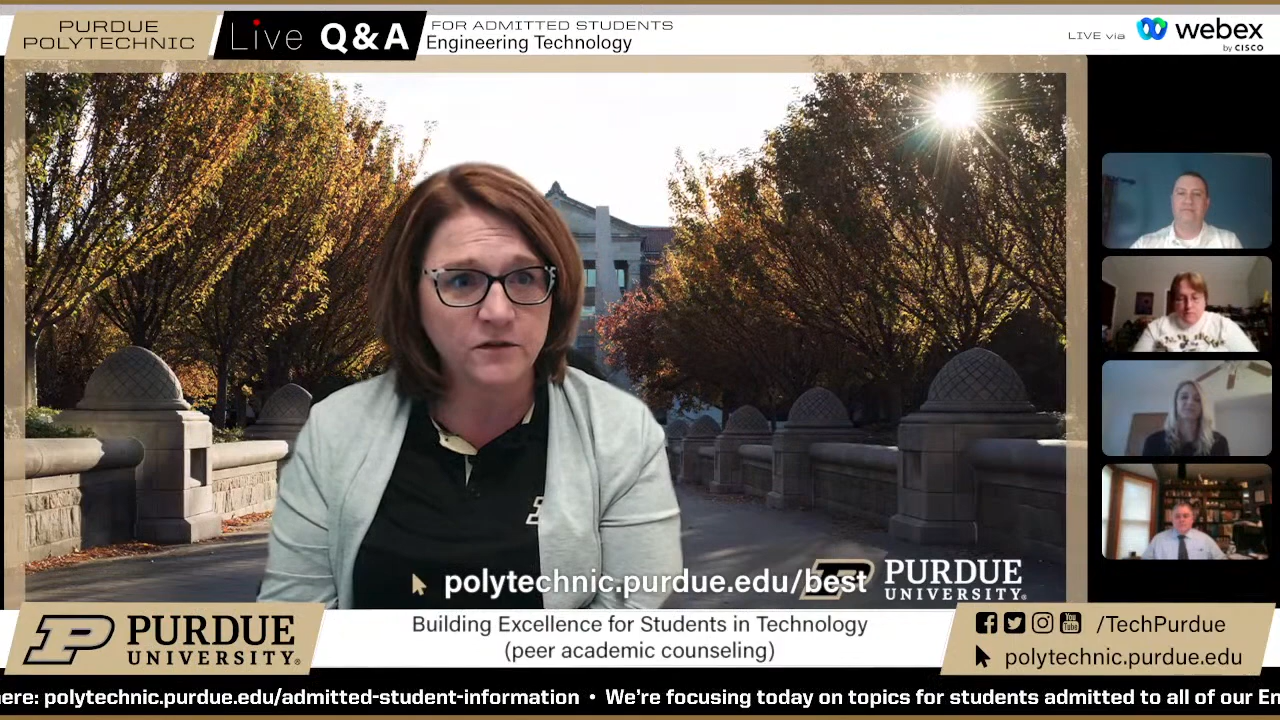 PURDUE
POLYTECHNIC
Live Q&A
FOR ADMITTED STUDENTS
Engineering Technology
LIVE via webex
by CISCO
polytechnic.purdue.edu/best
PURDUE
UNIVERSITY®
PURDUE
UNIVERSITY®
Building Excellence for Students in Technology
(peer academic counseling)
You Tube /TechPurdue
polytechnic.purdue.edu
here: polytechnic.purdue.edu/admitted-student-information • We're focusing today on topics for students admitted to all of our En